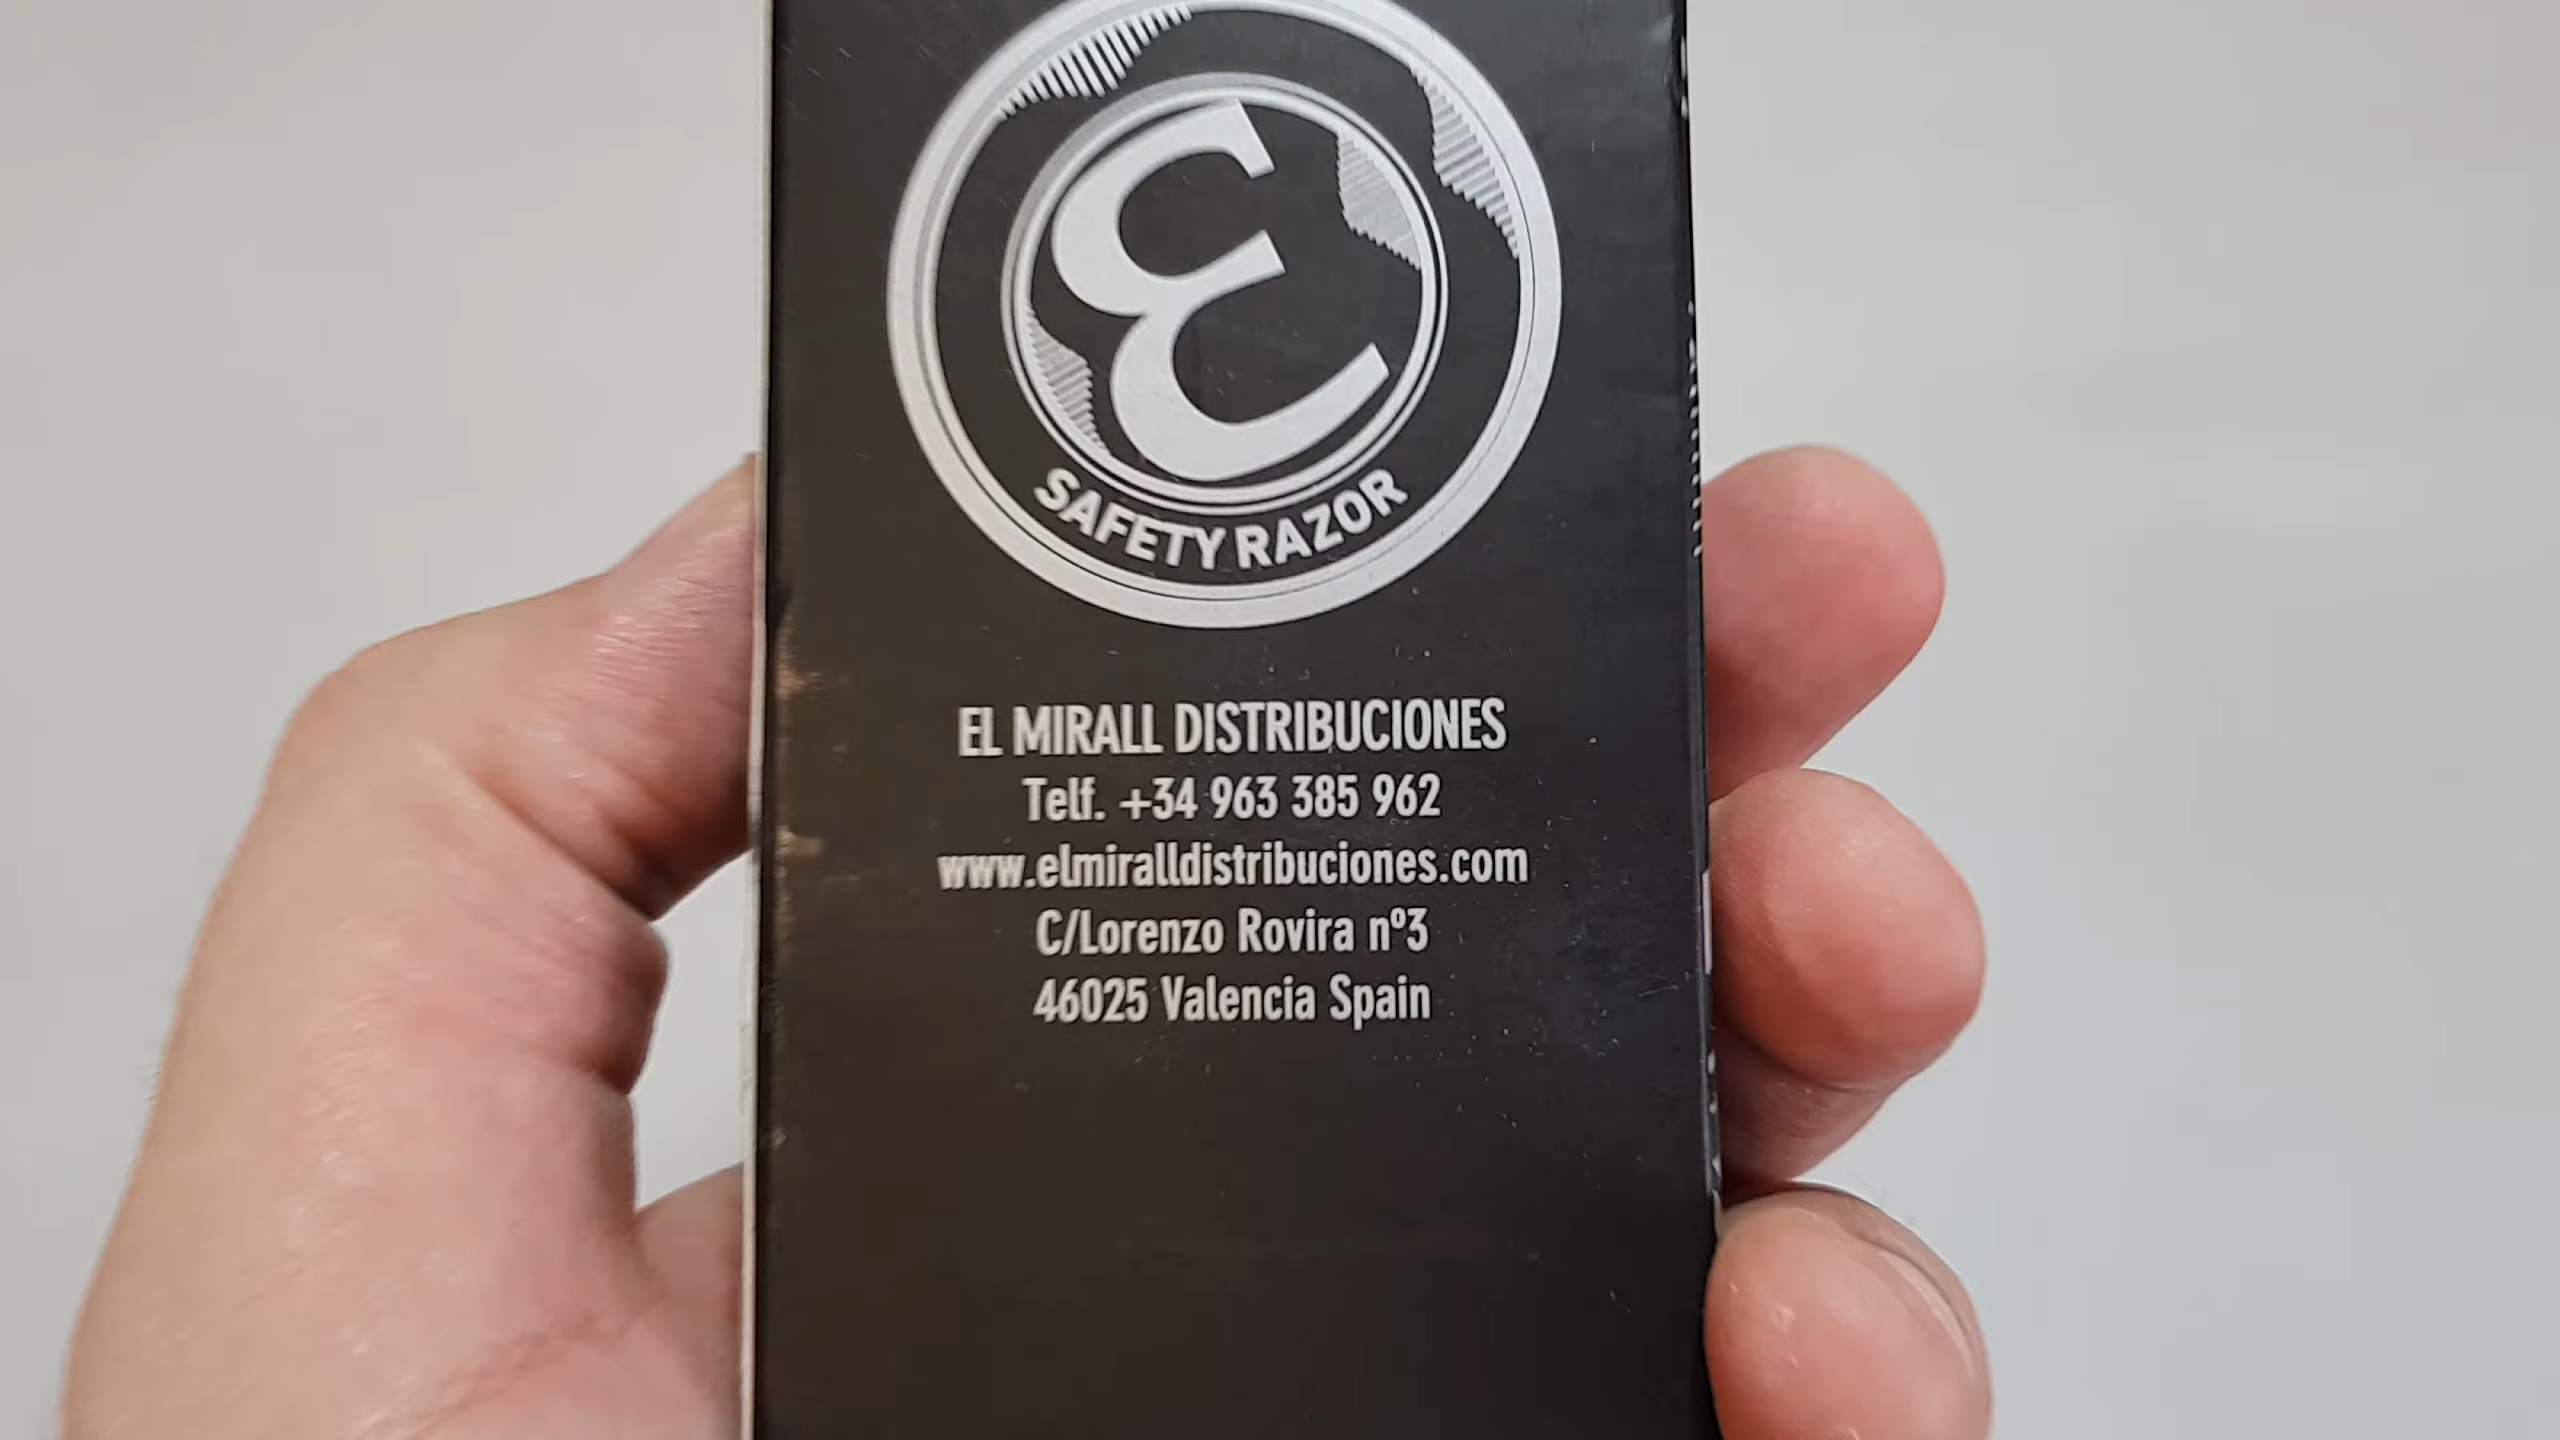 Ɛ
SAFETY RAZOR
EL MIRALL DISTRIBUCIONES
Telf. +34 963 385 962
www.elmiralldistribuciones.com
C/Lorenzo Rovira nº3
46025 Valencia Spain